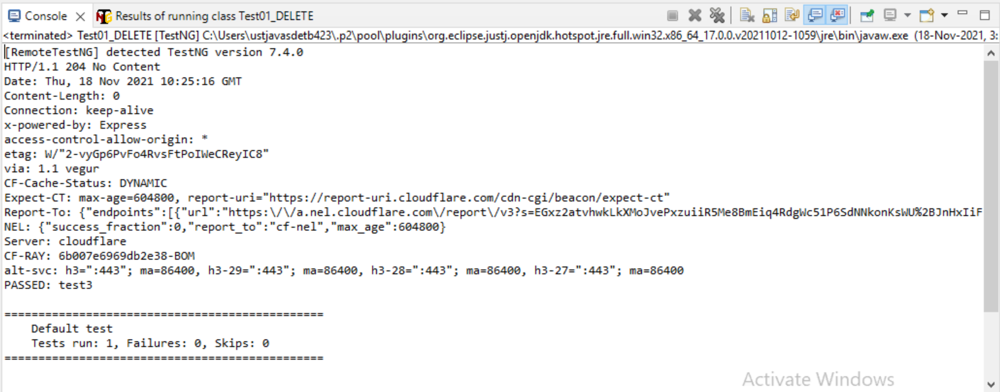 Console Results of running class Test01_DELETE
<terminated> Test01_DELETE [TestNG] C:\Users\ustjavasdetb423\.p2\pool\plugins\org.eclipse.justj.openjdk.hotspot.jre.full.win32.x86_64_17.0.0.v20211012-1059\jre\bin\javaw.exe (18-Nov-2021, 3:
[RemoteTestNG] detected TestNG version 7.4.0
HTTP/1.1 204 No Content
Date: Thu, 18 Nov 2021 10:25:16 GMT
Content-Length: 0
Connection: keep-alive
x-powered-by: Express
access-control-allow-origin: *
etag: W/"2-vyGp6PvFo4RvsFtPoIWeCReyIC8"
via: 1.1 vegur
CF-Cache-Status: DYNAMIC
Expect-CT: max-age=604800, report-uri="https://report-uri.cloudflare.com/cdn-cgi/beacon/expect-ct"
Report-To: {"endpoints":[{"url":"https:\/\/a.nel.cloudflare.com\/report\/v3?s=EGxz2atvhwkLkXMoJvePxzuiiR5Me8BmEiq4RdgWc51P6SdNNkonKsWU%2BJnHxIiF
NEL: {"success_fraction":0,"report_to":"cf-nel","max_age":604800}
Server: cloudflare
CF-RAY: 6b007e6969db2e38-BOM
alt-svc: h3=":443"; ma=86400, h3-29=":443"; ma=86400, h3-28=":443"; ma=86400, h3-27=":443"; ma=86400
PASSED: test3
===============================================
Default test
Tests run: 1, Failures: 0, Skips: 0
===============================================
Activate Windows